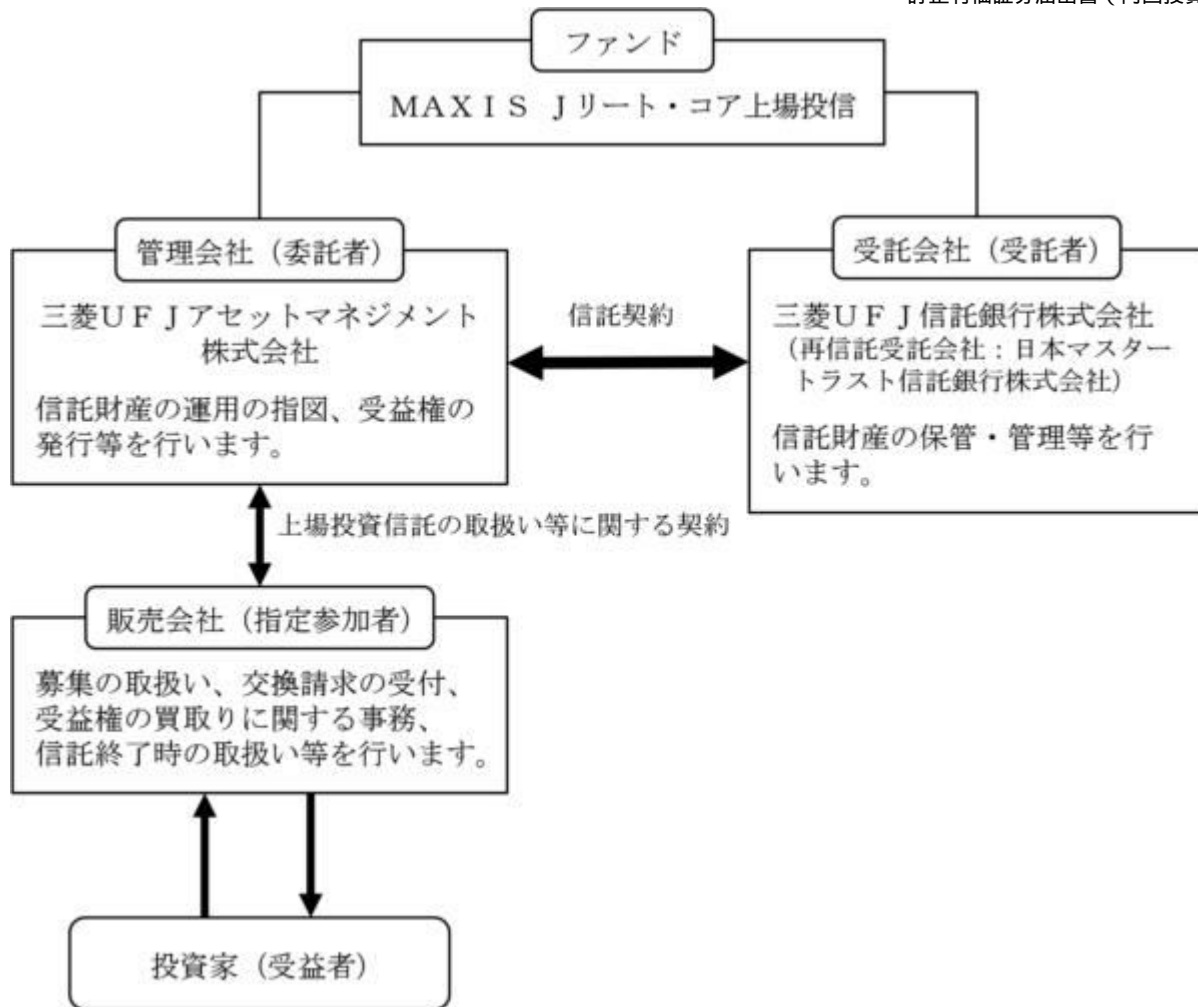 ファンド
MAXIS Jリート・コア上場投信
管理会社（委託者）
三菱UFJアセットマネジメント
株式会社
信託財産の運用の指図、受益権の
発行等を行います。
信託契約
受託会社（受託者）
三菱UFJ信託銀行株式会社
（再信託受託会社：日本マスター
トラスト信託銀行株式会社）
信託財産の保管・管理等を行
います。
上場投資信託の取扱い等に関する契約
販売会社（指定参加者）
募集の取扱い、交換請求の受付、
受益権の買取りに関する事務、
信託終了時の取扱い等を行います。
投資家（受益者）